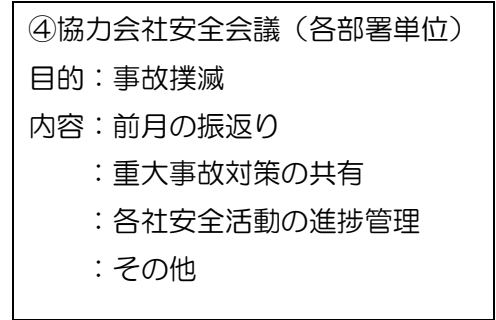 ④協力会社安全会議（各部署単位）
目的：事故撲滅
内容：前月の振返り
：重大事故対策の共有
：各社安全活動の進捗管理
：その他